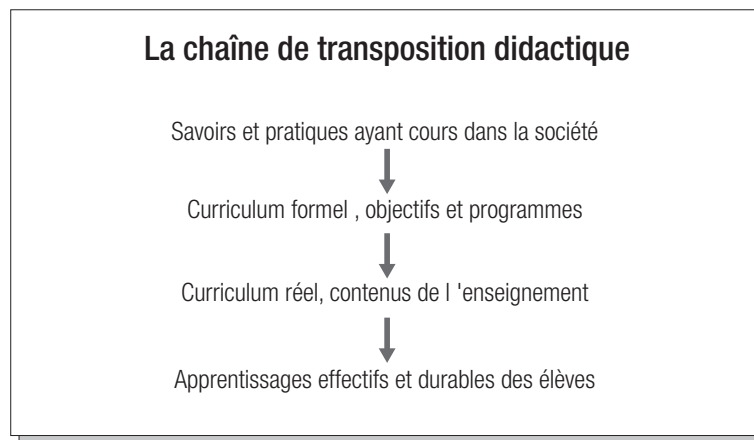 La chaîne de transposition didactique
Savoirs et pratiques ayant cours dans la société
Curriculum formel , objectifs et programmes
Curriculum réel, contenus de l 'enseignement
Apprentissages effectifs et durables des élèves